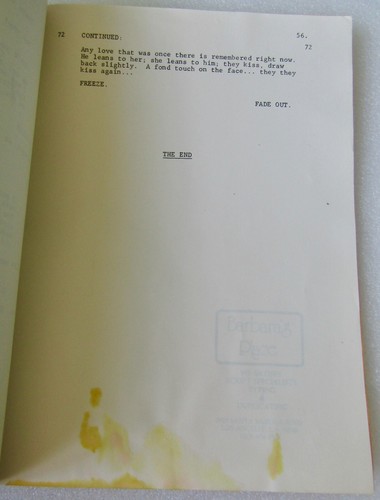 72 CONTINUED: 56.
72
Any love that was once there is remembered right now.
He leans to her; she leans to him; they kiss, draw
back slightly. A fond touch on the face... they they
kiss again...
FREEZE.
FADE OUT.
THE END